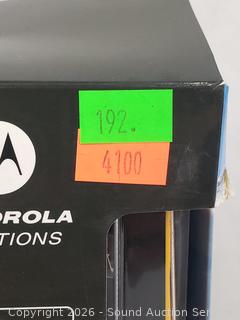 192.
4100
OROLA
TIONS
Copyright 2026 - Sound Auction Ser